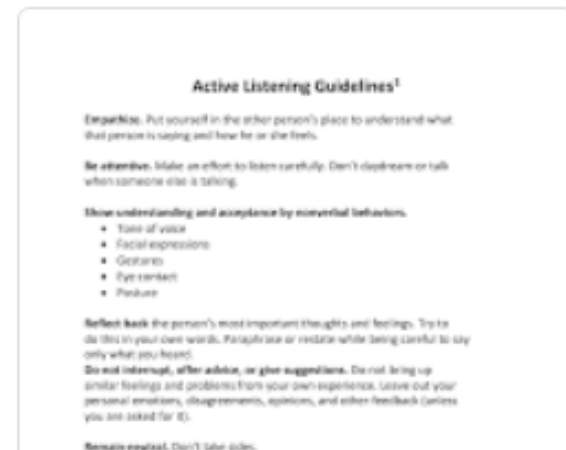 Active Listening Guidelines¹
Empathize. Put yourself in the other person's place to understand what
that person is saying and how he or she feels.
Be attentive. Make an effort to listen carefully. Don't daydream or talk
when someone else is talking.
Show understanding and acceptance by nonverbal behaviors.
• Tone of voice
• Facial expressions
• Gestures
• Eye contact
• Posture
Reflect back the person's most important thoughts and feelings. Try to
do this in your own words. Paraphrase or restate while being careful to say
only what you heard.
Do not interrupt, offer advice, or give suggestions. Do not bring up
similar feelings and problems from your own experience. Leave out your
personal emotions, disagreements, opinions, and other feedback (unless
you are asked for it).
Remain neutral. Don't take sides.